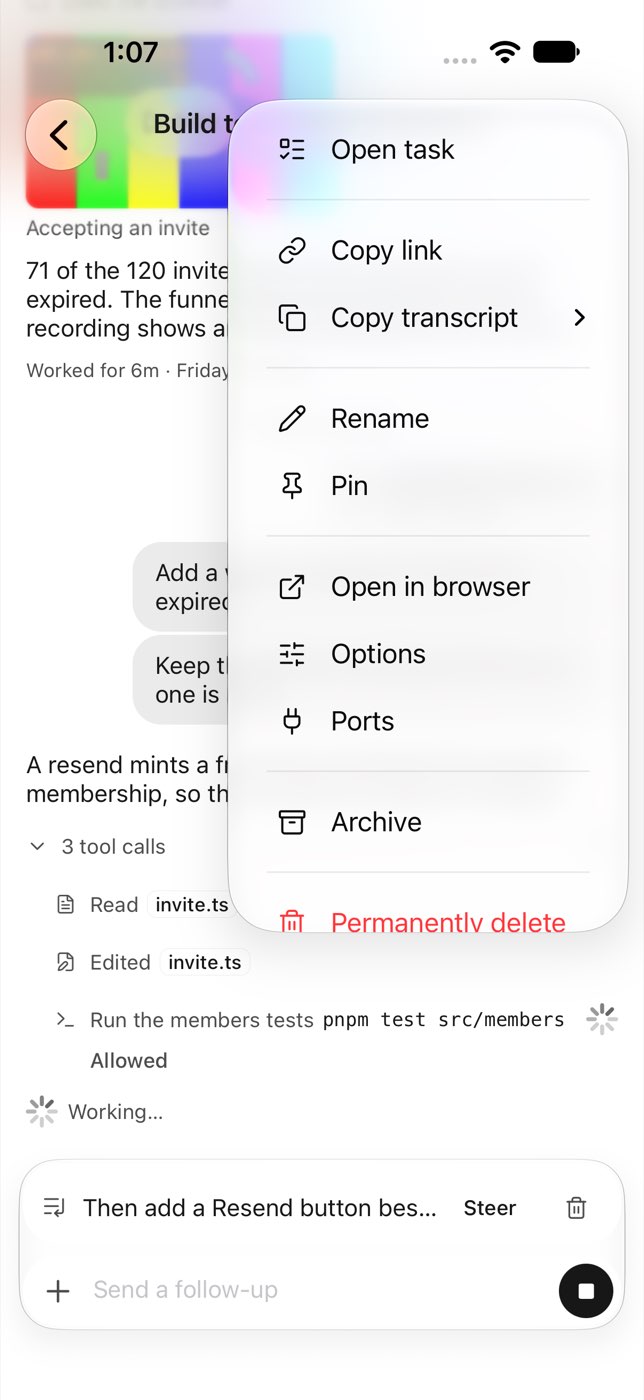 1:07
Build t
Open task
Copy link
Copy transcript
Rename
Pin
Open in browser
Options
Ports
Archive
Permanently delete
Accepting an invite
71 of the 120 invite
expired. The funne
recording shows a
Worked for 6m · Friday
Add a
expired
Keep t
one is
A resend mints a fr
membership, so th
3 tool calls
Read invite.ts
Edited invite.ts
Run the members tests pnpm test src/members
Allowed
Working...
Then add a Resend button bes... Steer
Send a follow-up